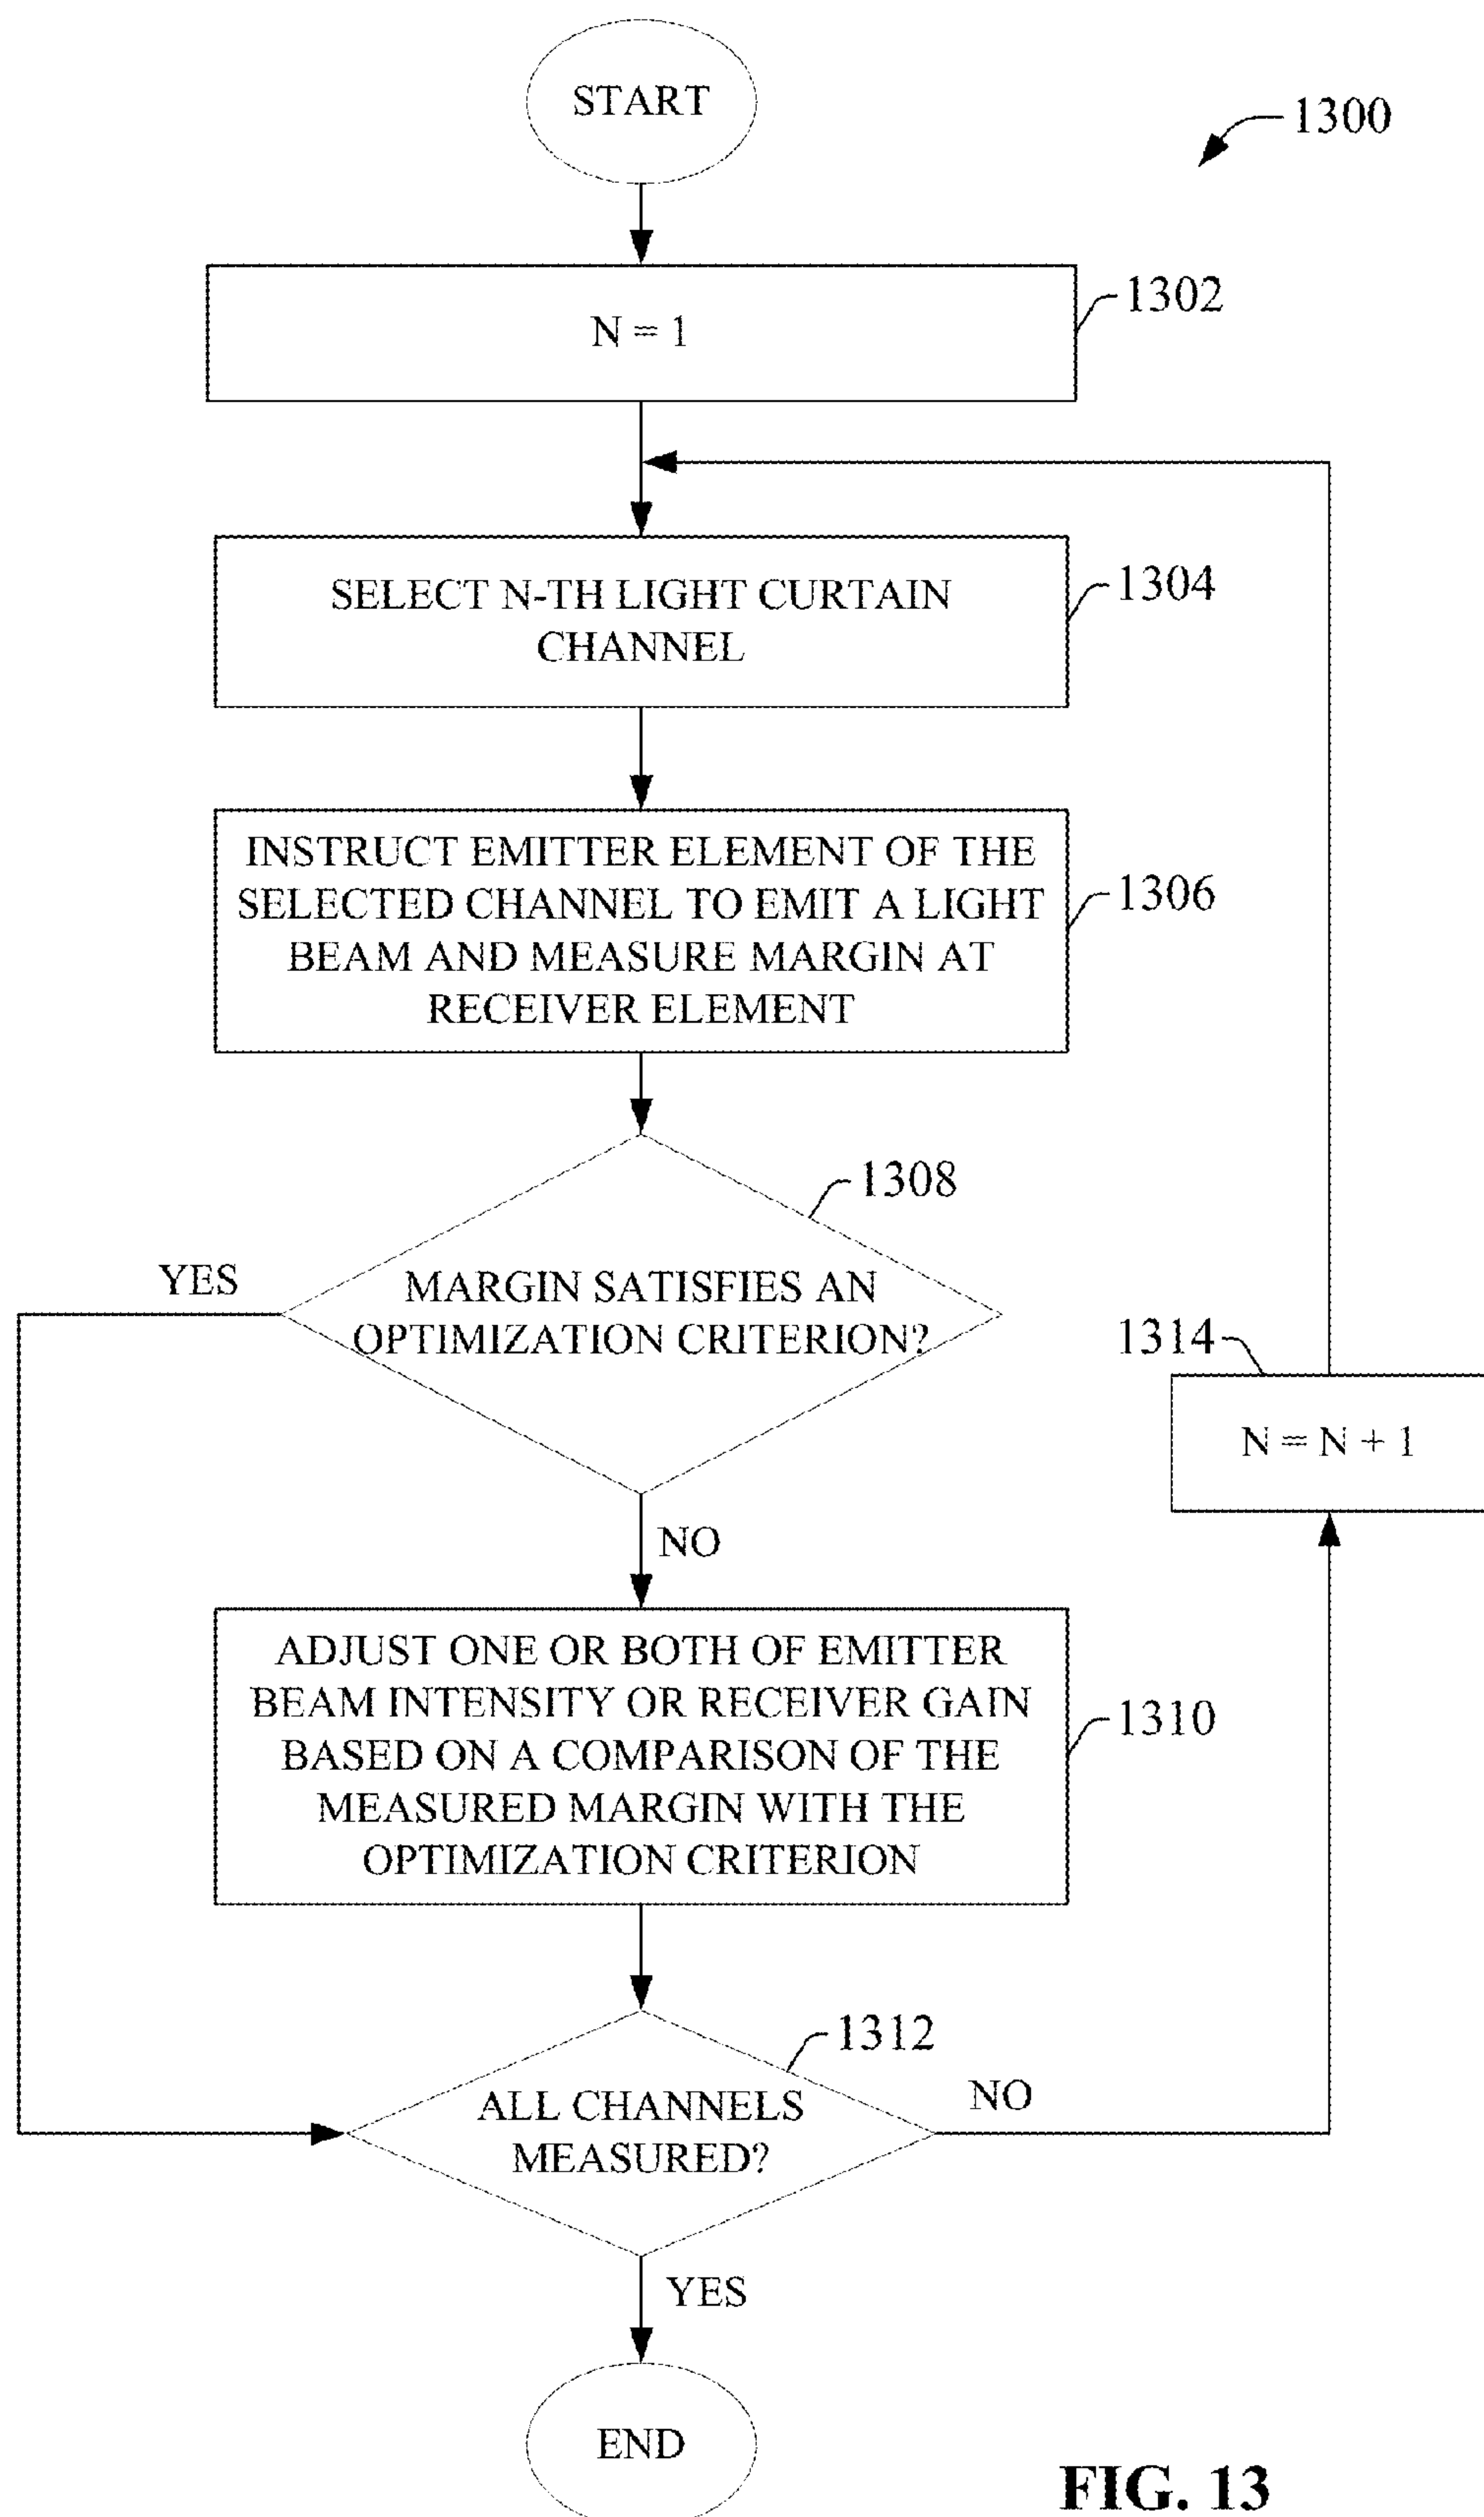 START
1300
N = 1
1302
SELECT N-TH LIGHT CURTAIN
CHANNEL
1304
INSTRUCT EMITTER ELEMENT OF THE
SELECTED CHANNEL TO EMIT A LIGHT
BEAM AND MEASURE MARGIN AT
RECEIVER ELEMENT
1306
1308
YES
MARGIN SATISFIES AN
OPTIMIZATION CRITERION?
1314
N = N + 1
NO
ADJUST ONE OR BOTH OF EMITTER
BEAM INTENSITY OR RECEIVER GAIN
BASED ON A COMPARISON OF THE
MEASURED MARGIN WITH THE
OPTIMIZATION CRITERION
1310
1312
ALL CHANNELS
MEASURED?
NO
YES
END
FIG. 13